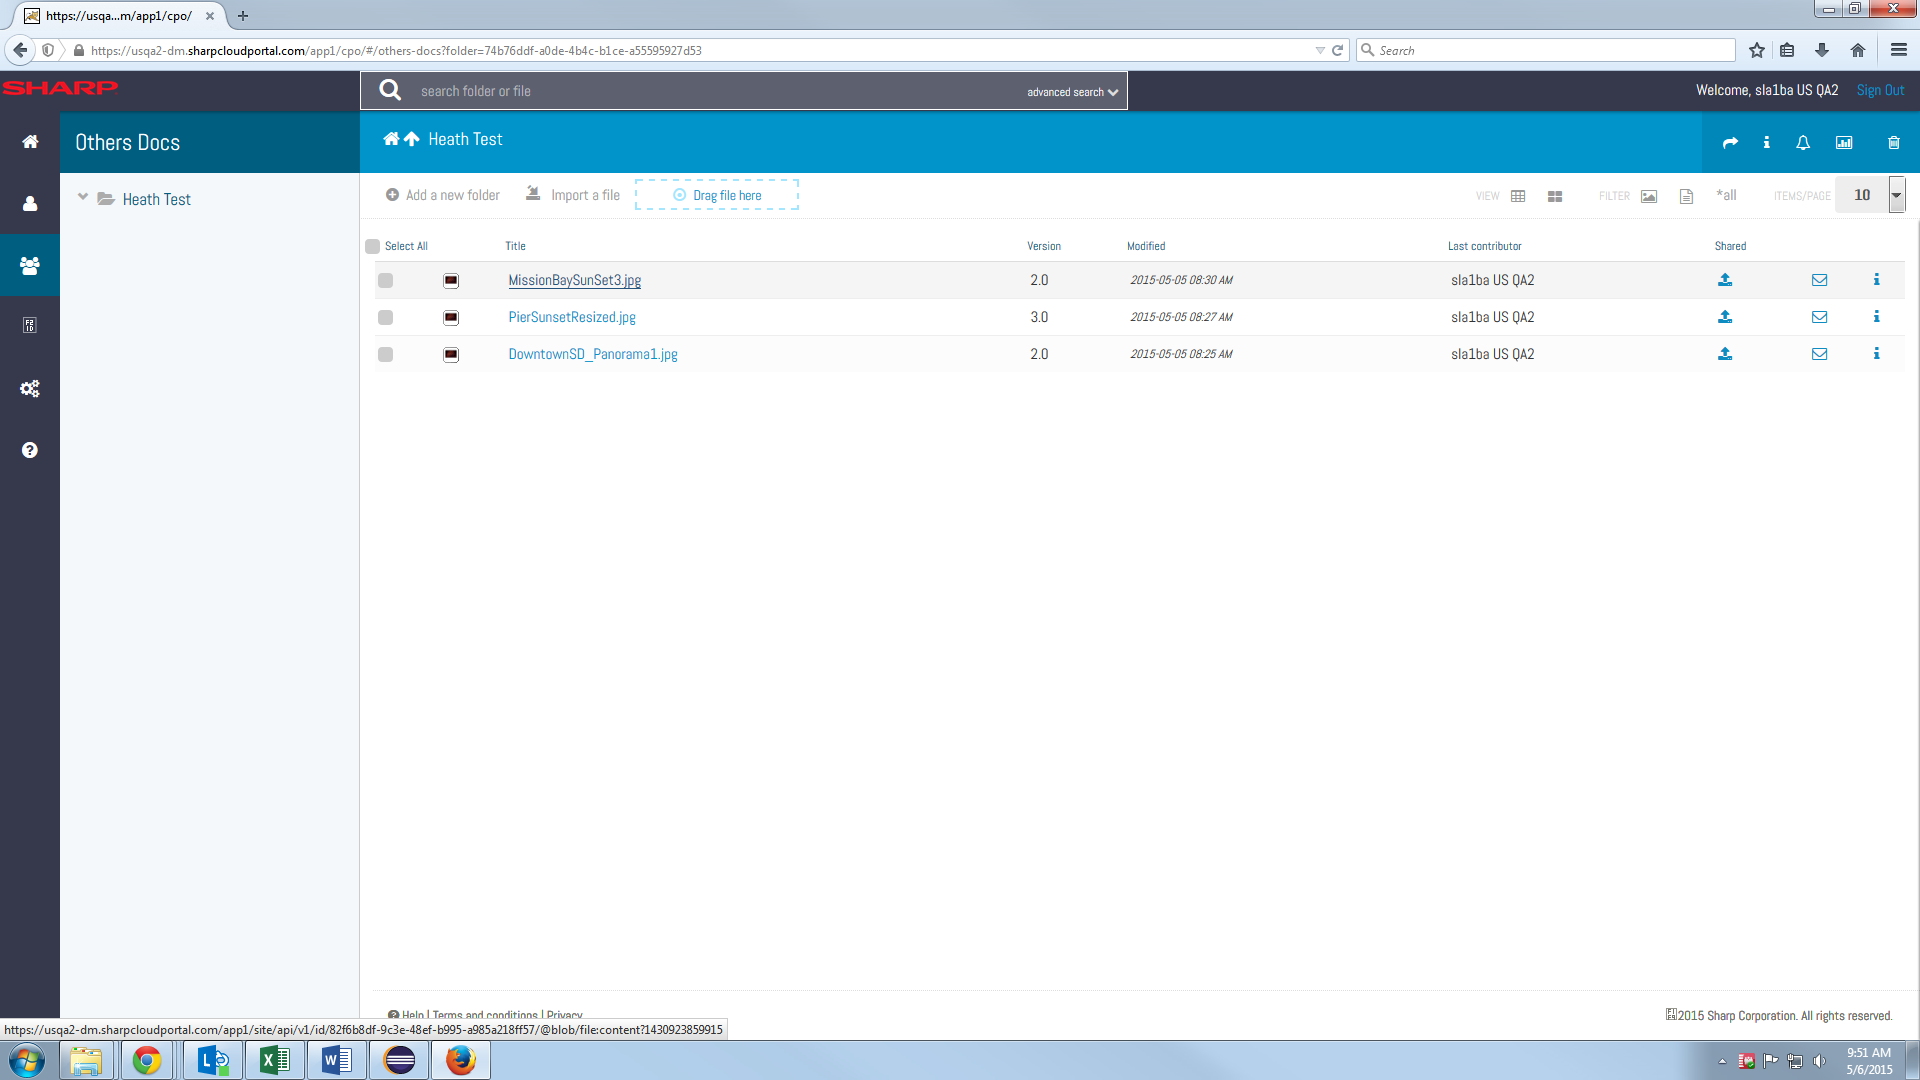 https://usqa...m/app1/cpo/
https://usqa2-dm.sharpcloudportal.com/app1/cpo/#/others-docs?folder=74b76ddf-a0de-4b4c-b1ce-a55595927d53
Search
SHARP
search folder or file
advanced search
Welcome, sla1ba US QA2
Sign Out
Others Docs
Heath Test
Heath Test
Add a new folder
Import a file
Drag file here
VIEW
FILTER
*all
ITEMS/PAGE
10
Select All
Title
Version
Modified
Last contributor
Shared
MissionBaySunSet3.jpg 2.0 2015-05-05 08:30 AM sla1ba US QA2
PierSunsetResized.jpg 3.0 2015-05-05 08:27 AM sla1ba US QA2
DowntownSD_Panorama1.jpg 2.0 2015-05-05 08:25 AM sla1ba US QA2
Help | Terms and conditions | Privacy
2015 Sharp Corporation. All rights reserved.
https://usqa2-dm.sharpcloudportal.com/app1/site/api/v1/id/82f6b8df-9c3e-48ef-b995-a985a218ff57/@blob/file:content?1430923859915
9:51 AM
5/6/2015